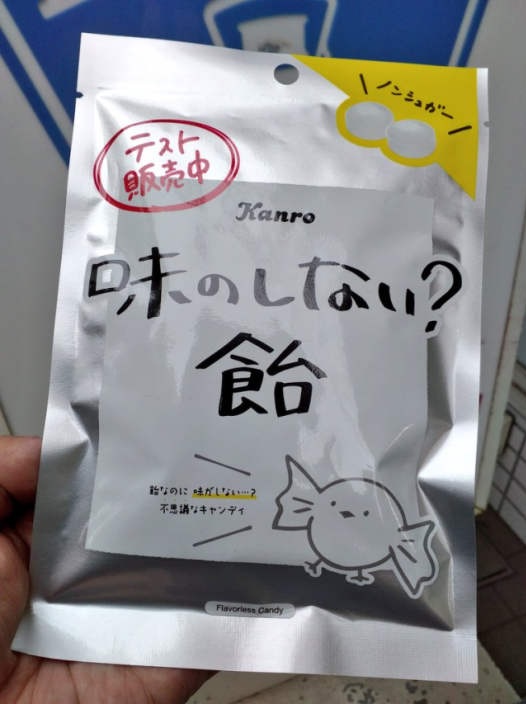 ノンシュガー
テスト
販売中
Kanro
味のしない?
飴
飴なのに 味がしない…?
不思議なキャンディ
Flavorless Candy